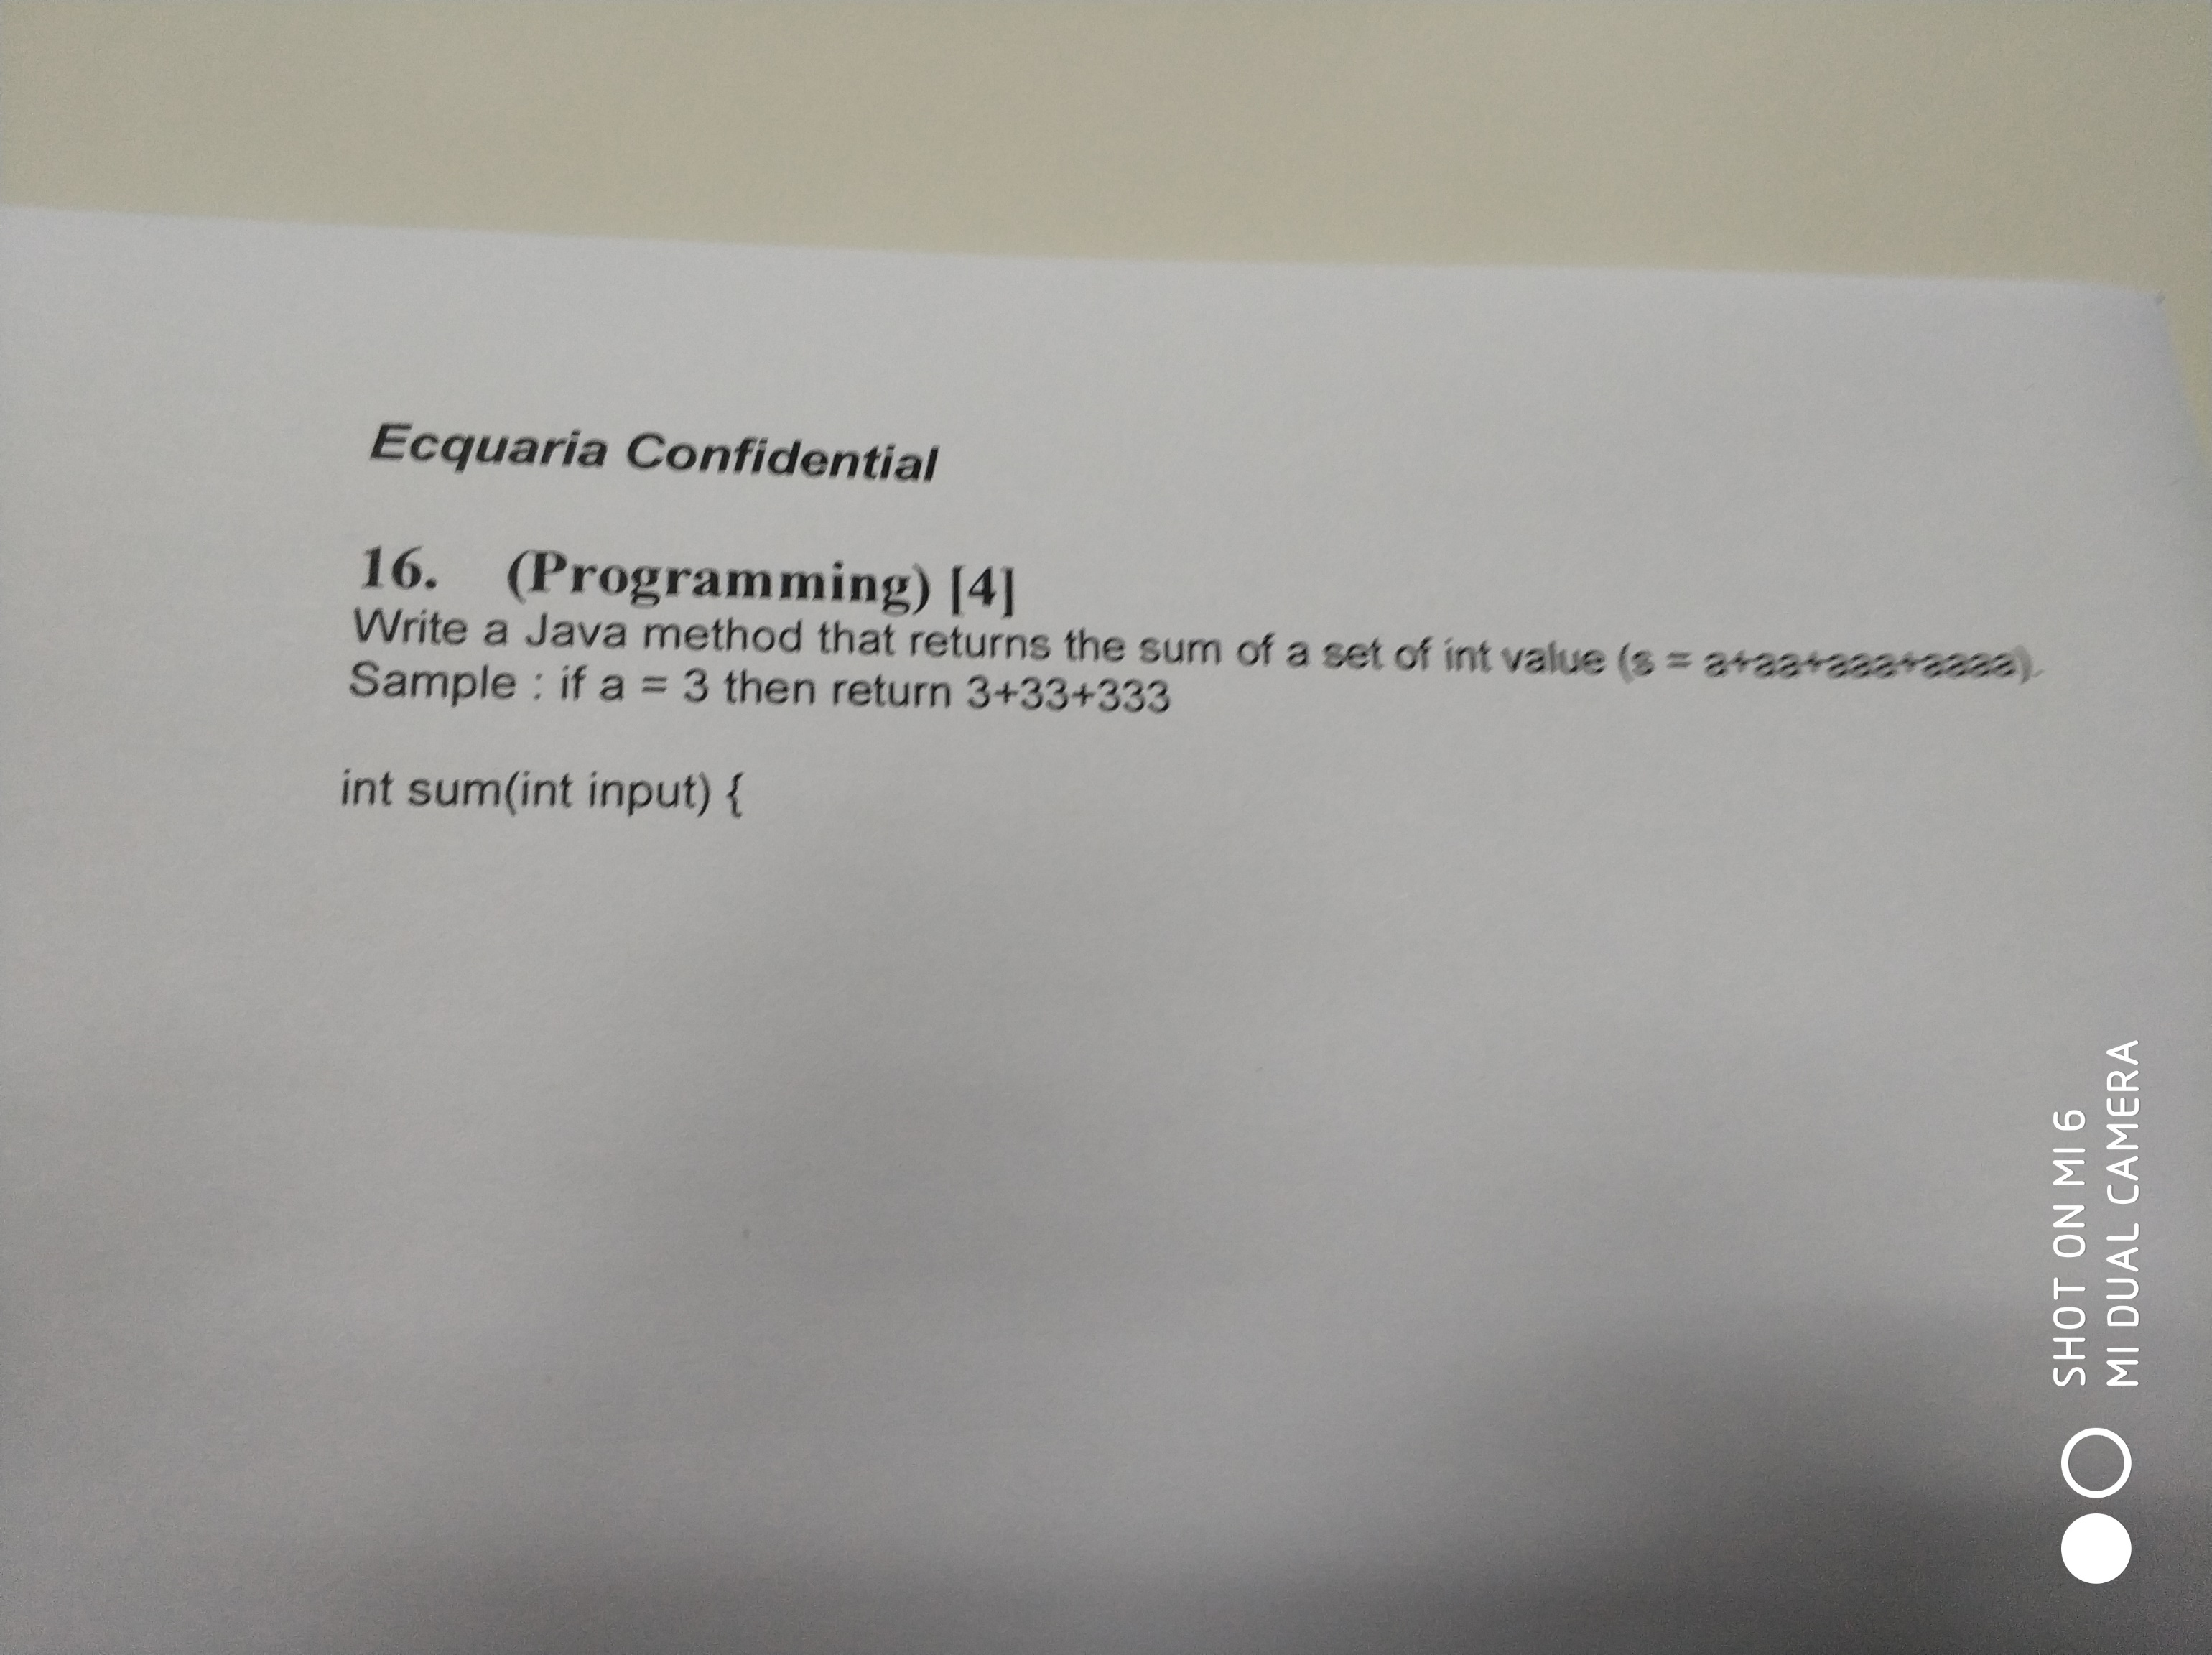 Ecquaria Confidential
16. (Programming) [4]
Write a Java method that returns the sum of a set of int value (s = a+aa+aaa+aaaa).
Sample : if a = 3 then return 3+33+333
int sum(int input) {
SHOT ON MI 6
MI DUAL CAMERA